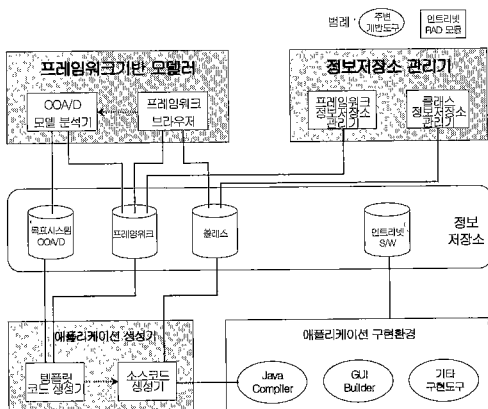 범례 :
주변
개발도구
인트라넷
RAD 모듈
프레임워크기반 모델러
OOA/D
모델 분석기
프레임워크
브라우저
정보저장소 관리기
프레임워크
정보저장소
관리기
클래스
정보저장소
관리기
목표시스템
OOA/D
프레임워크
클래스
인트라넷
S/W
정보
저장소
애플리케이션 생성기
템플릿
코드 생성기
소스코드
생성기
애플리케이션 구현환경
Java
Compiler
GUI
Builder
기타
구현도구